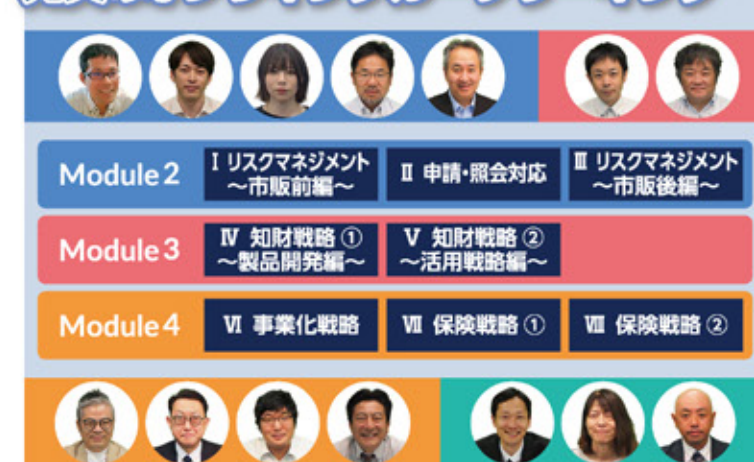 Module 2
Ⅰ リスクマネジメント
~市販前編~
Ⅱ 申請・照会対応
Ⅲ リスクマネジメント
~市販後編~
Module 3
Ⅳ 知財戦略 ①
~製品開発編~
Ⅴ 知財戦略 ②
~活用戦略編~
Module 4
Ⅵ 事業化戦略
Ⅶ 保険戦略 ①
Ⅷ 保険戦略 ②